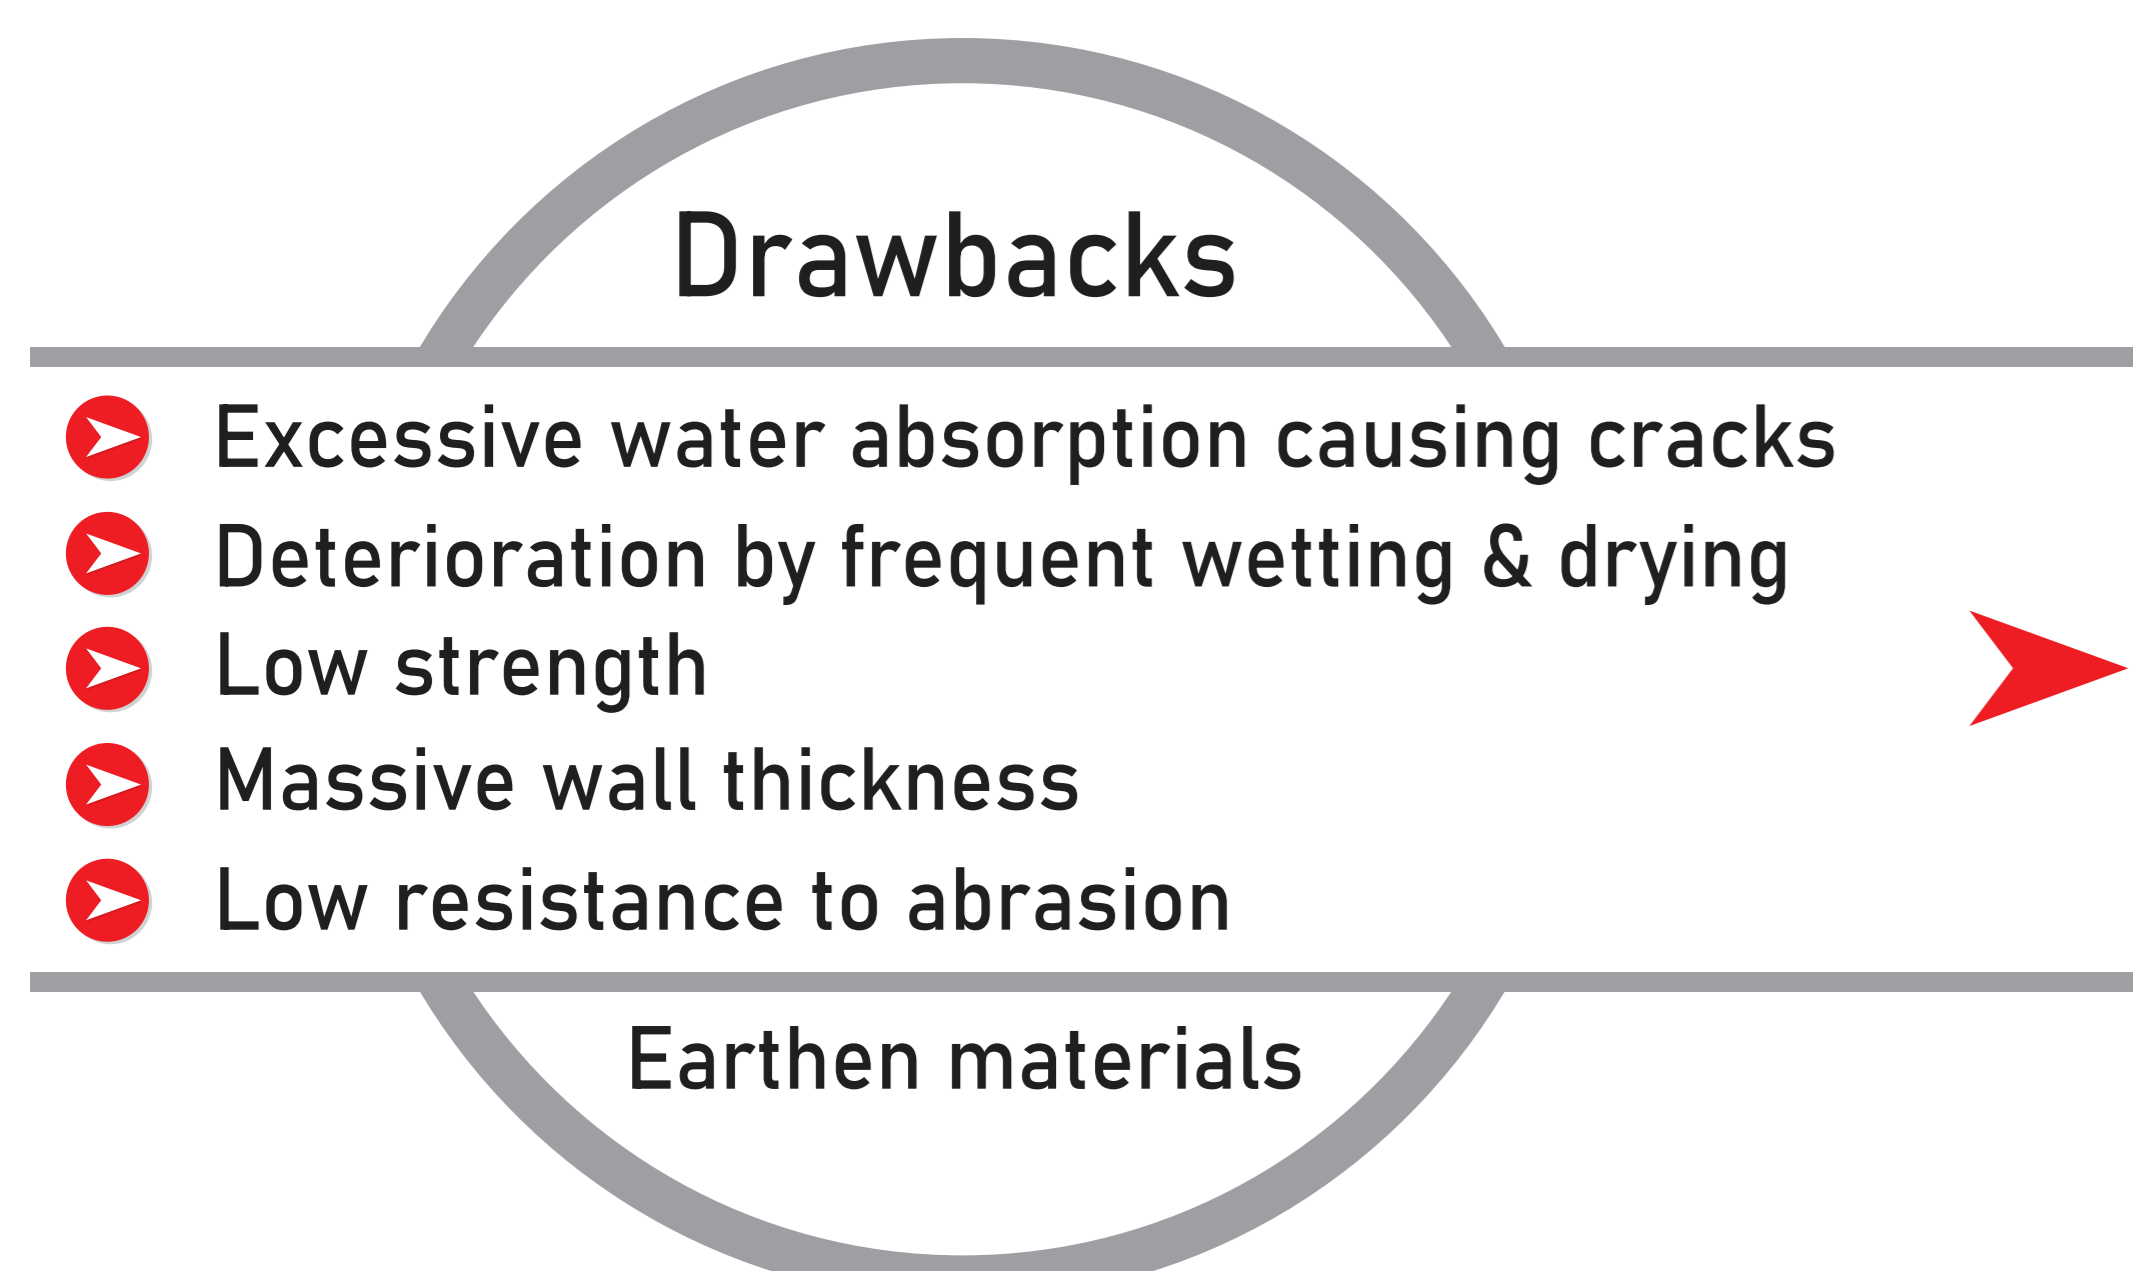 Drawbacks
Excessive water absorption causing cracks
Deterioration by frequent wetting & drying
Low strength
Massive wall thickness
Low resistance to abrasion
Earthen materials